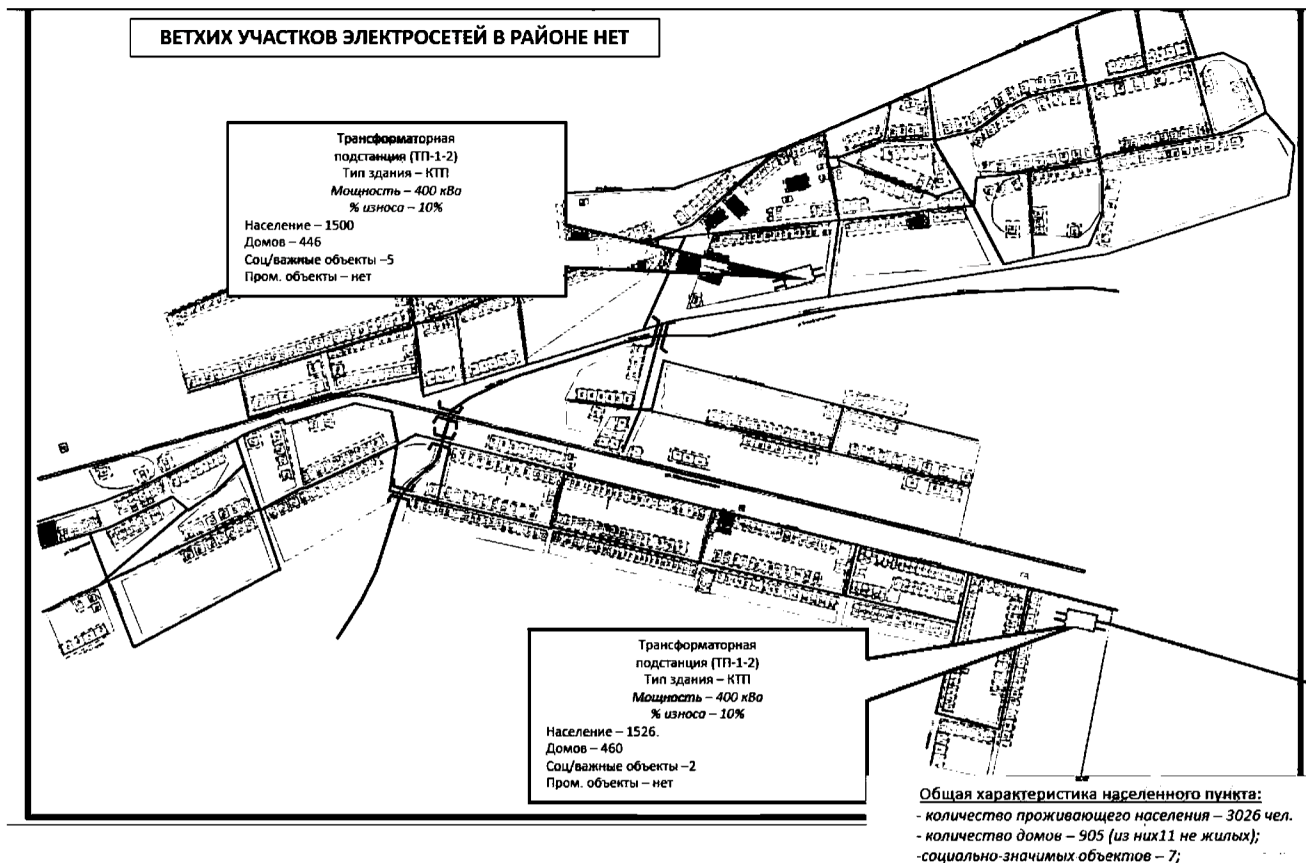 ВЕТХИХ УЧАСТКОВ ЭЛЕКТРОСЕТЕЙ В РАЙОНЕ НЕТ
Трансформаторная
подстанция (ТП-1-2)
Тип здания – КТП
Мощность – 400 кВа
% износа – 10%
Население – 1500
Домов – 446
Соц/важные объекты –5
Пром. объекты – нет
Трансформаторная
подстанция (ТП-1-2)
Тип здания – КТП
Мощность – 400 кВа
% износа – 10%
Население – 1526.
Домов – 460
Соц/важные объекты –2
Пром. объекты – нет
Общая характеристика населенного пункта:
- количество проживающего населения – 3026 чел.
- количество домов – 905 (из них11 не жилых);
-социально-значимых объектов – 7;